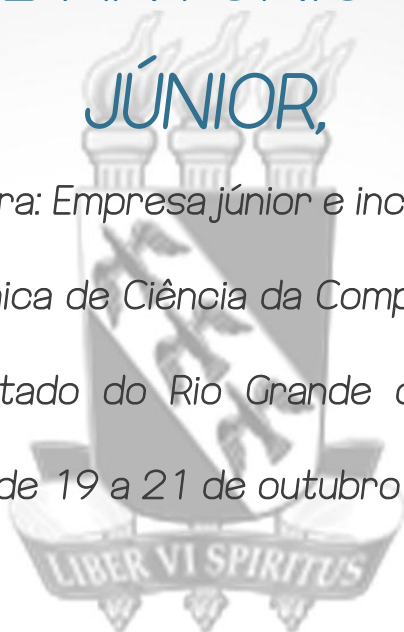 JÚNIOR,
ra: Empresa júnior e inc
nica de Ciência da Comp
tado do Rio Grande d
de 19 a 21 de outubro
LIBER VI SPIRITUS